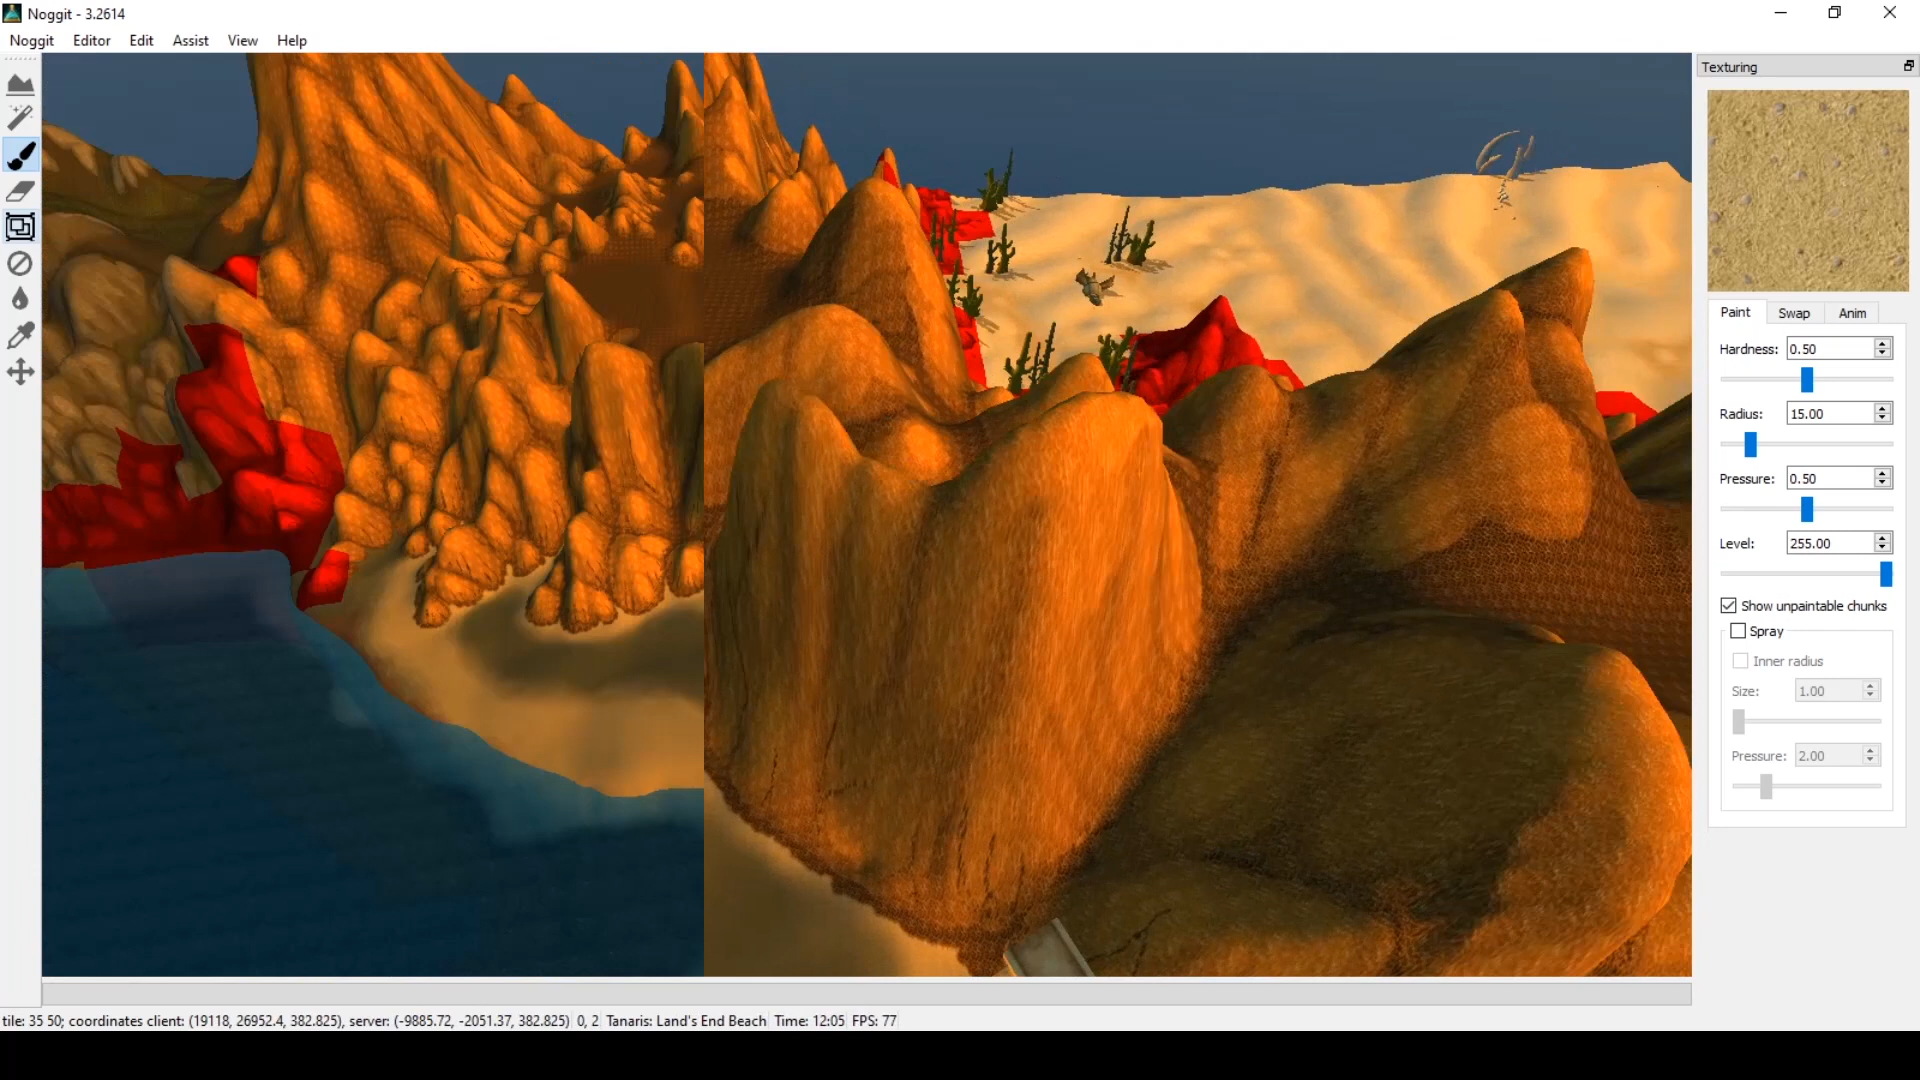 Noggit - 3.2614
Noggit Editor Edit Assist View Help
Texturing
Paint Swap Anim
Hardness: 0.50
Radius: 15.00
Pressure: 0.50
Level: 255.00
Show unpaintable chunks
Spray
Inner radius
Size: 1.00
Pressure: 2.00
tile: 35 50; coordinates client: (19118, 26952.4, 382.825), server: (-9885.72, -2051.37, 382.825) 0, 2 Tanaris: Land's End Beach Time: 12:05 FPS: 77